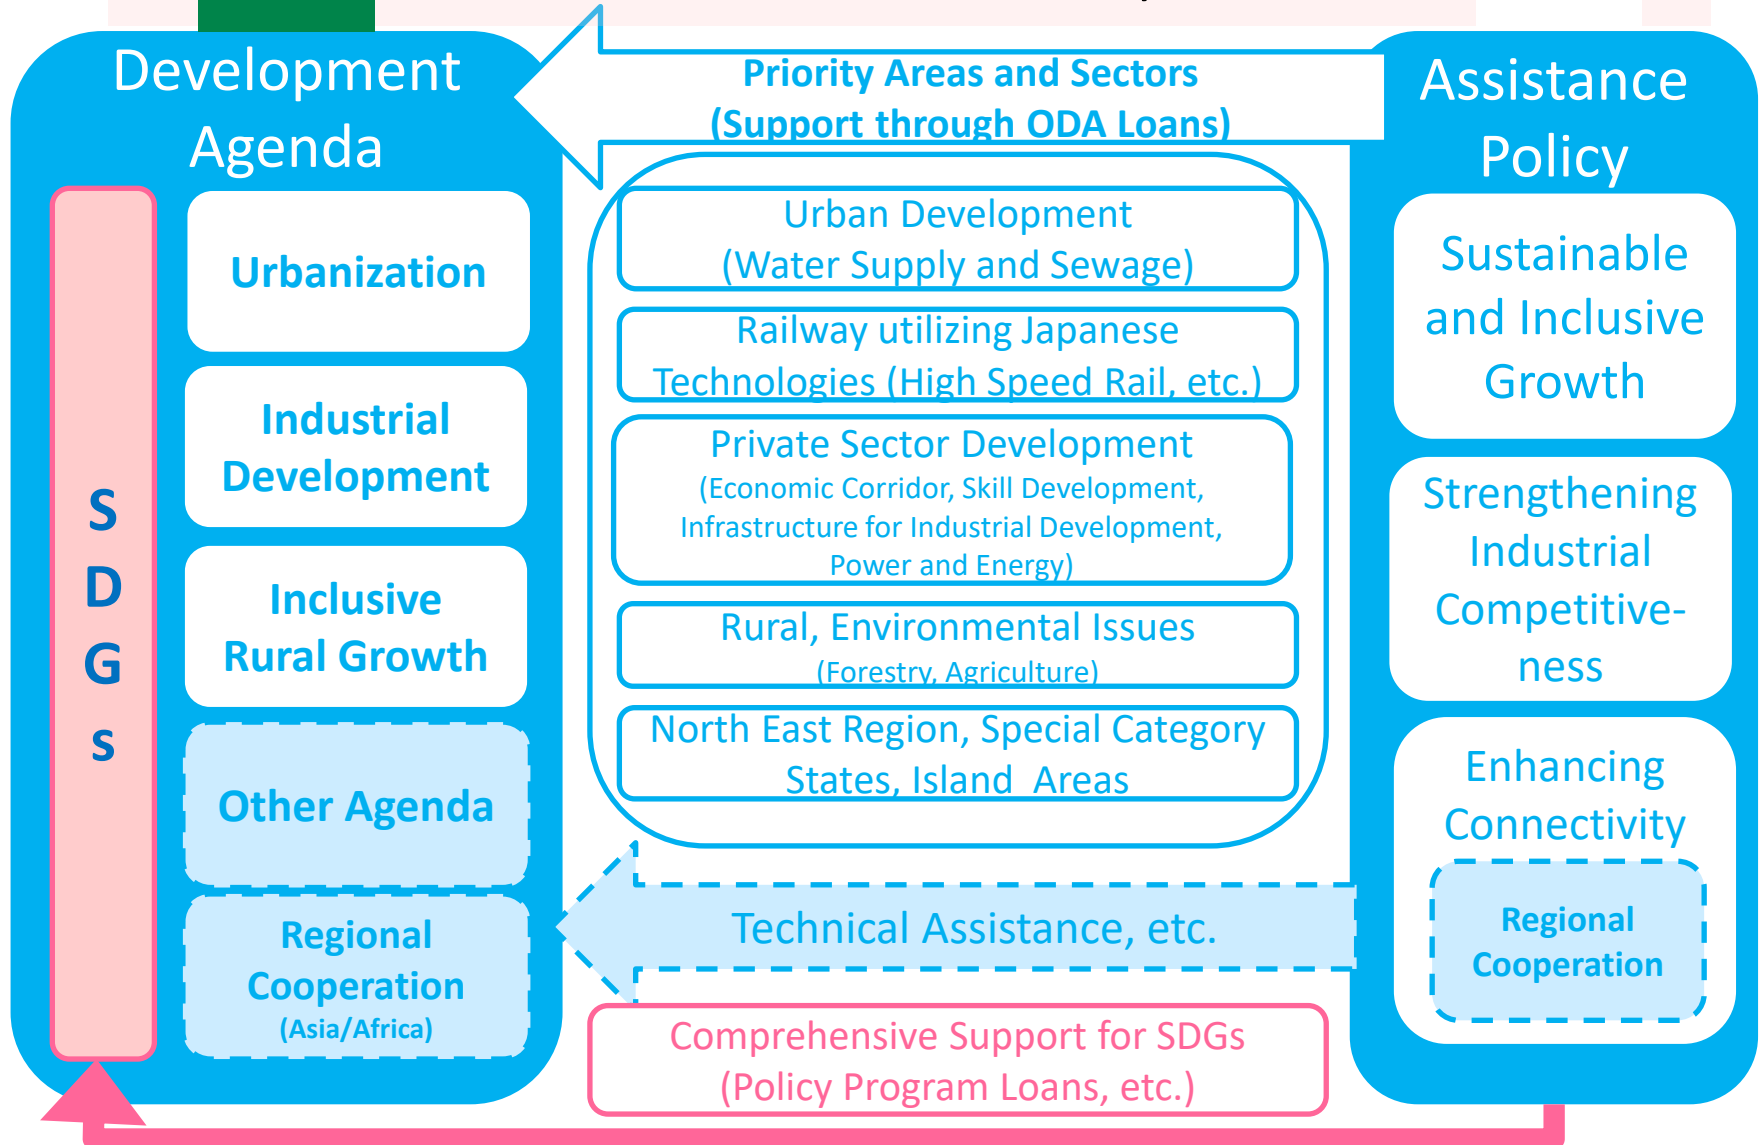 Development
Agenda
S
D
G
s
Urbanization
Industrial
Development
Inclusive
Rural Growth
Other Agenda
Regional
Cooperation
(Asia/Africa)
Priority Areas and Sectors
(Support through ODA Loans)
Urban Development
(Water Supply and Sewage)
Railway utilizing Japanese
Technologies (High Speed Rail, etc.)
Private Sector Development
(Economic Corridor, Skill Development,
Infrastructure for Industrial Development,
Power and Energy)
Rural, Environmental Issues
(Forestry, Agriculture)
North East Region, Special Category
States, Island Areas
Technical Assistance, etc.
Comprehensive Support for SDGs
(Policy Program Loans, etc.)
Assistance
Policy
Sustainable
and Inclusive
Growth
Strengthening
Industrial
Competitive-
ness
Enhancing
Connectivity
Regional
Cooperation